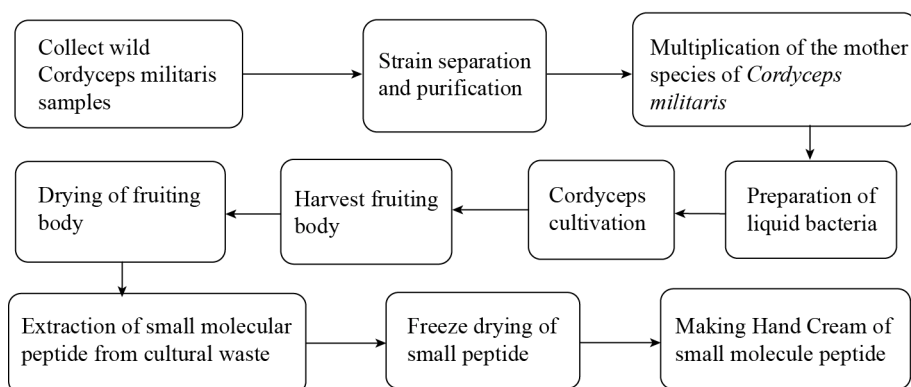 Collect wild
Cordyceps militaris
samples
Strain separation
and purification
Multiplication of the mother
species of Cordyceps
militaris
Preparation of
liquid bacteria
Cordyceps
cultivation
Harvest fruiting
body
Drying of fruiting
body
Extraction of small molecular
peptide from cultural waste
Freeze drying of
small peptide
Making Hand Cream of
small molecule peptide